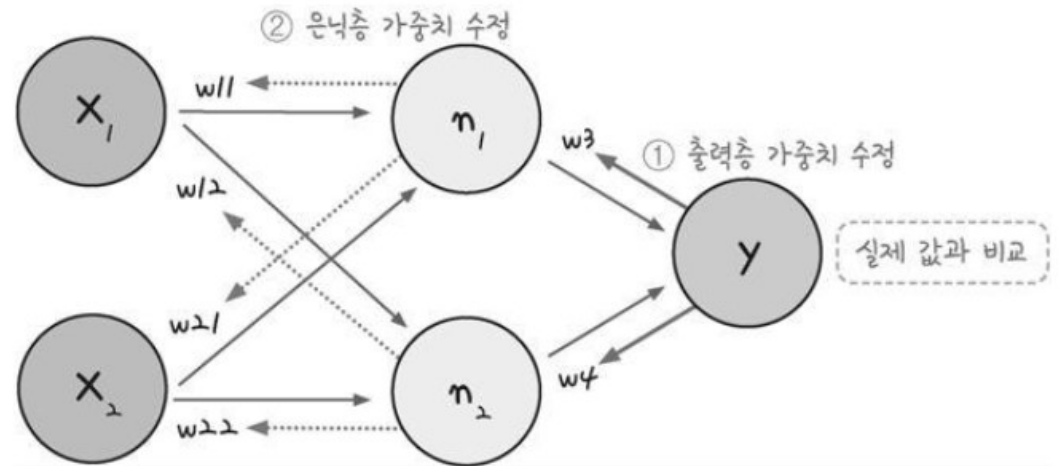 ② 은닉층 가중치 수정
X₁
w11
n₁
w3
① 출력층 가중치 수정
w12
y
실제 값과 비교
w21
X₂
w22
n₂
w4